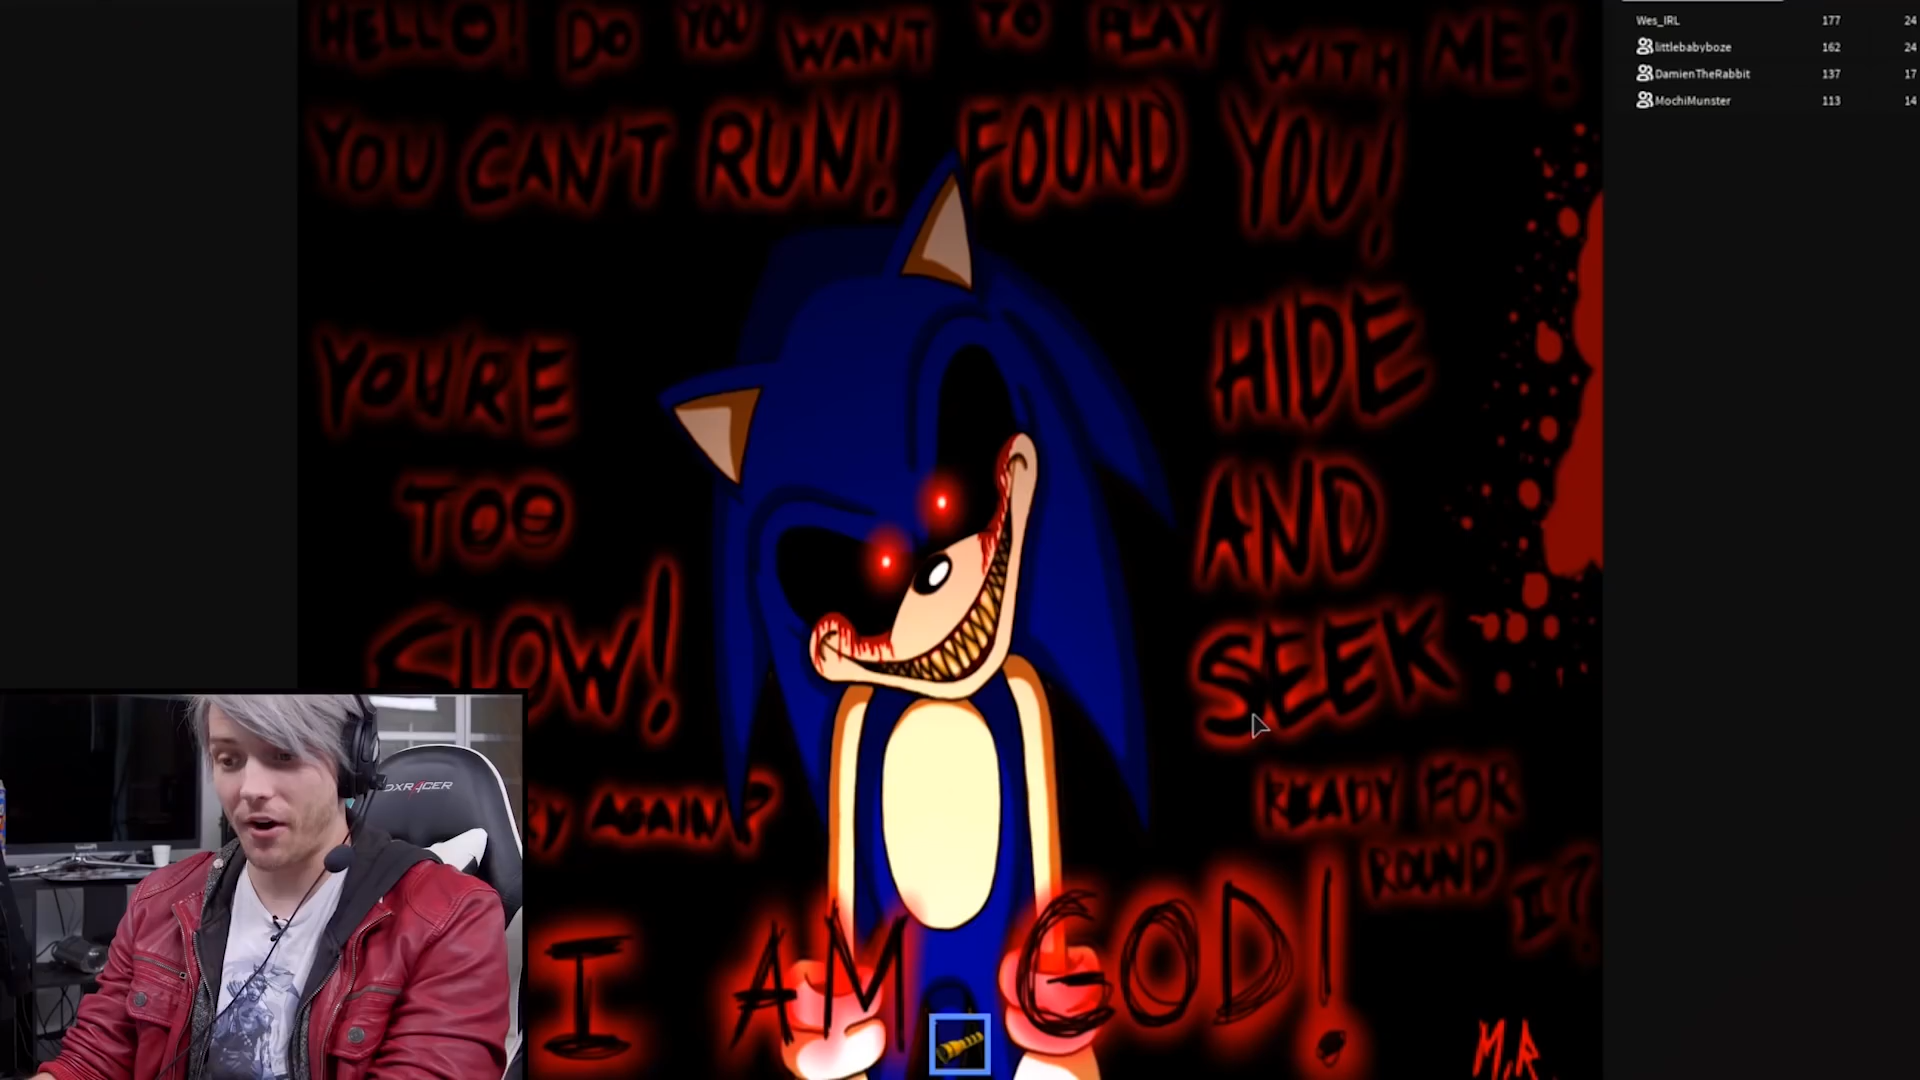 HELLO! DO YOU WANT TO PLAY WITH ME!
YOU CAN'T RUN! FOUND YOU!
YOU'RE
TOO
SLOW!
HIDE
AND
SEEK
AGAIN?
READY FOR
ROUND
I AM GOD!
M.R
Wes_IRL 177 24
littlebabyboze 162 24
DamienTheRabbit 137 17
MochiMunster 113 14
DXRACER